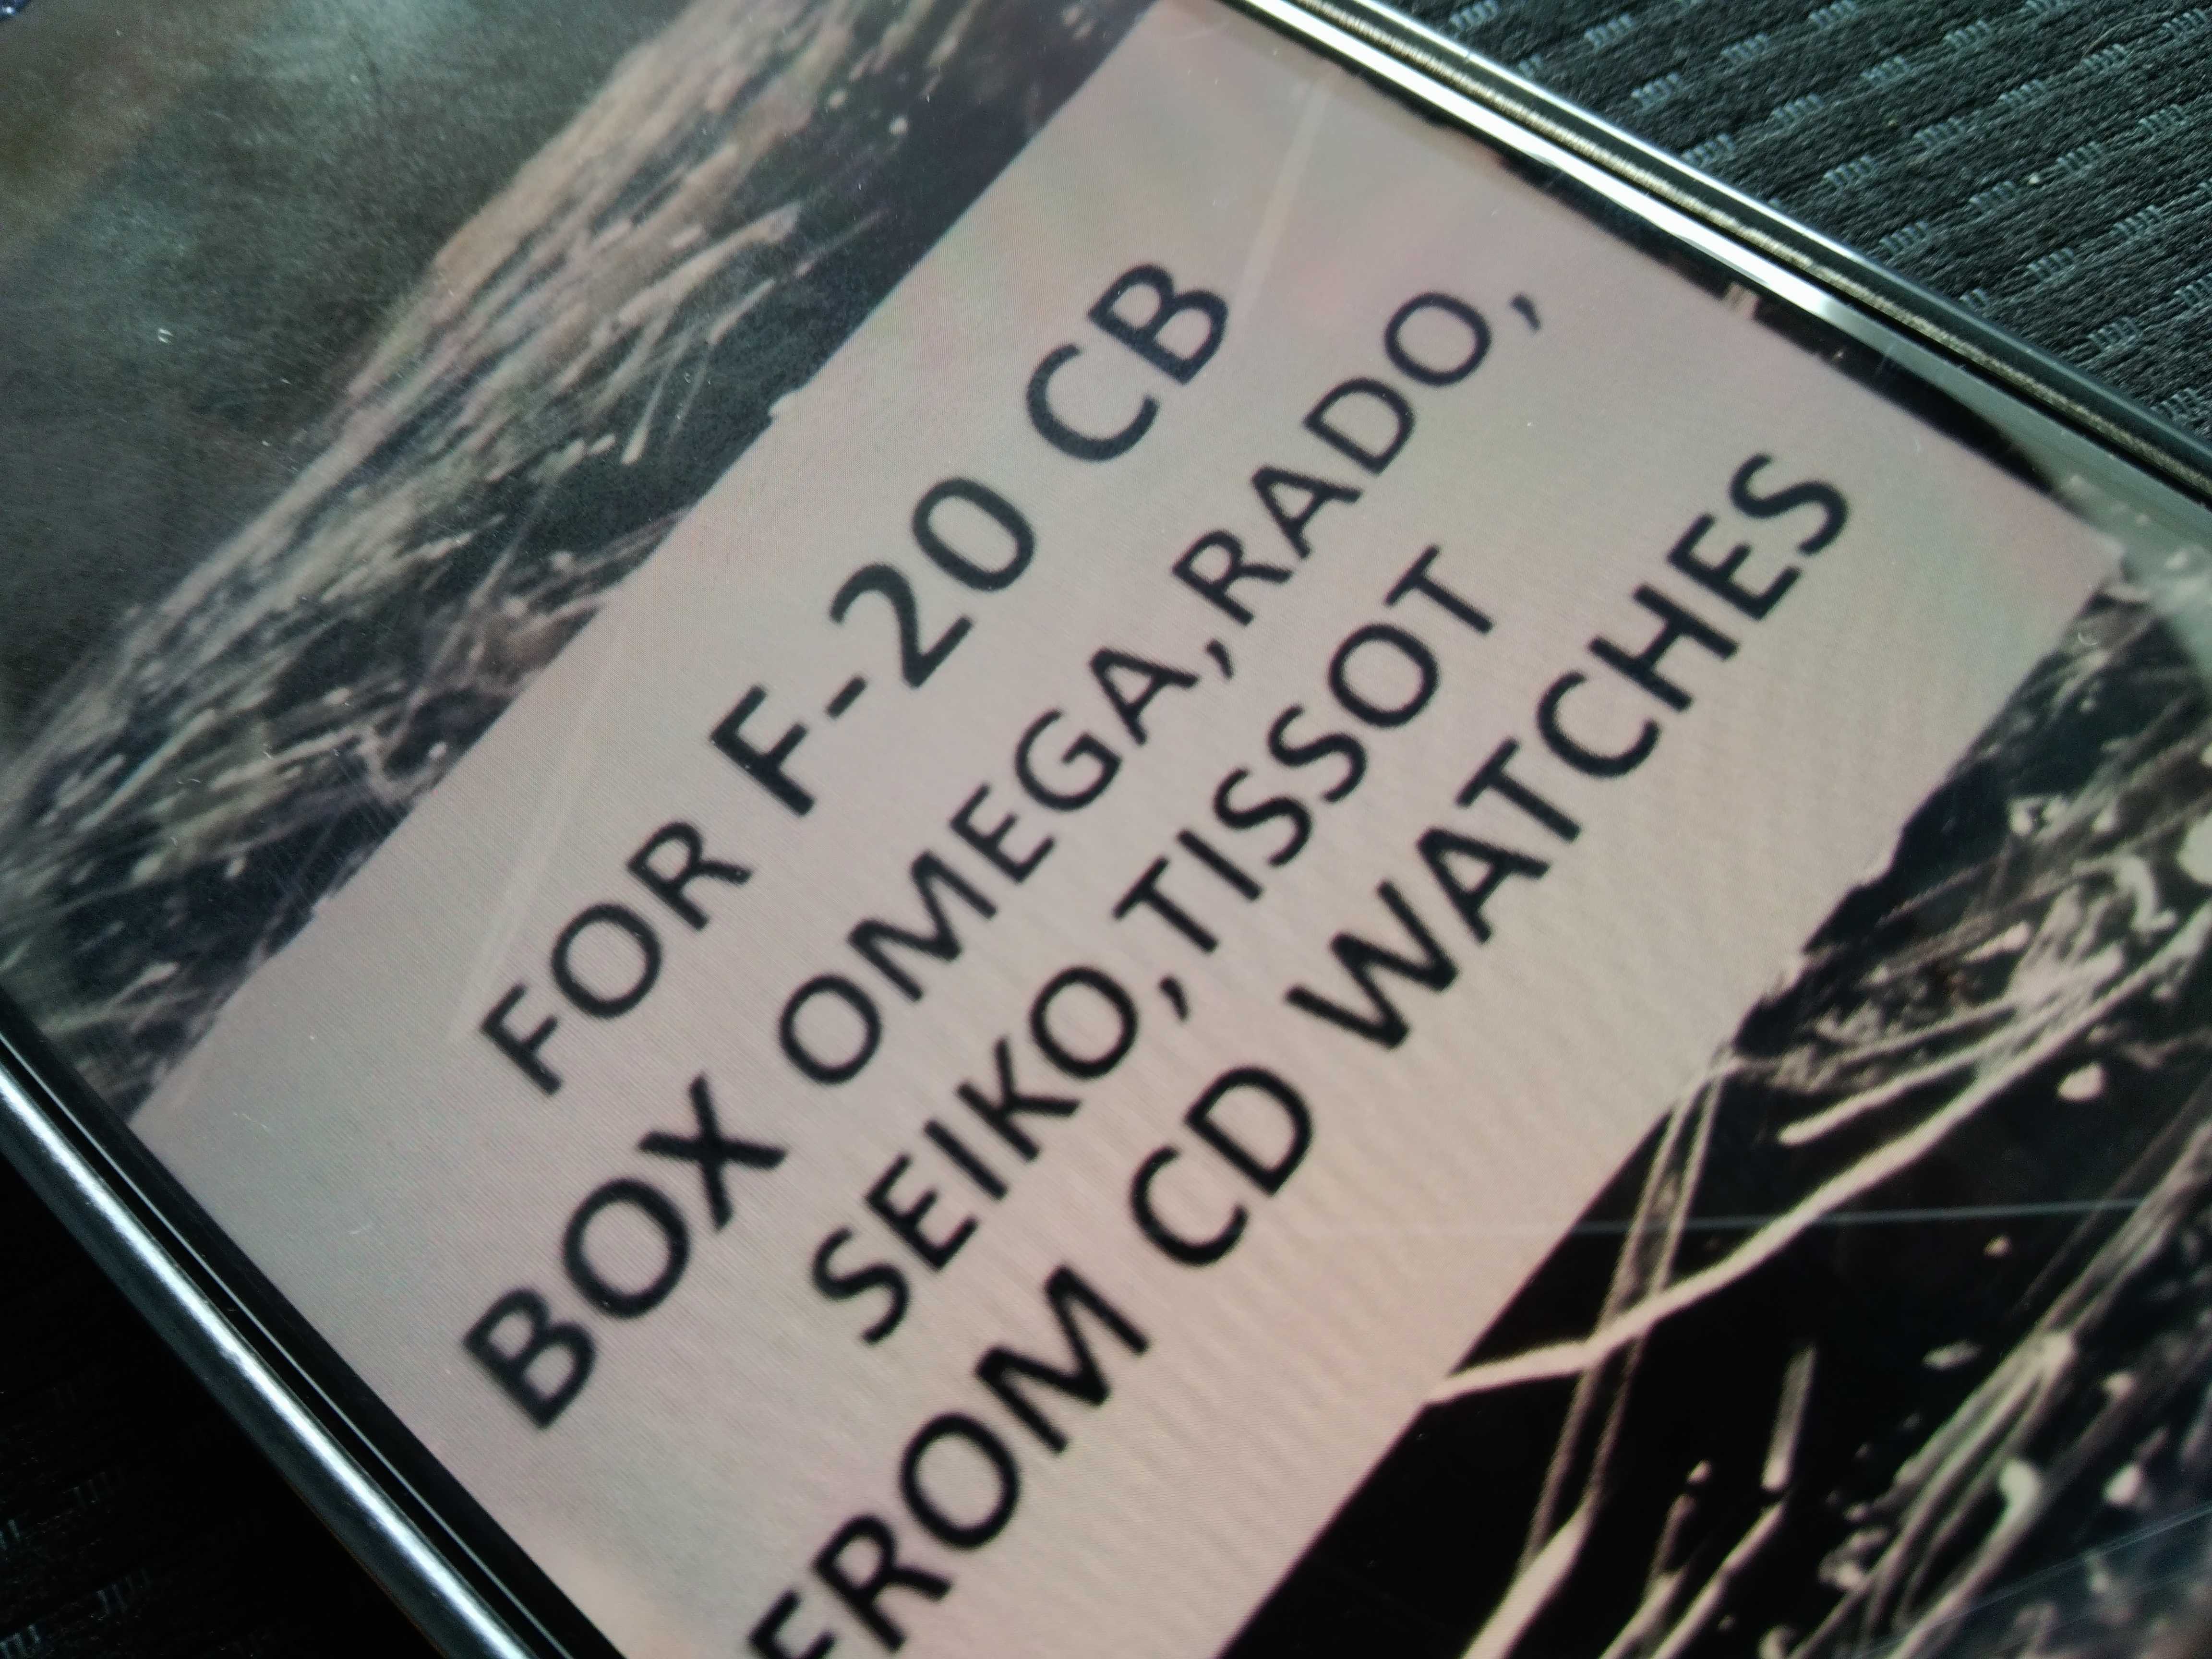 FOR F-20 CB
BOX OMEGA,RADO,
SEIKO,TISSOT
FROM CD WATCHES